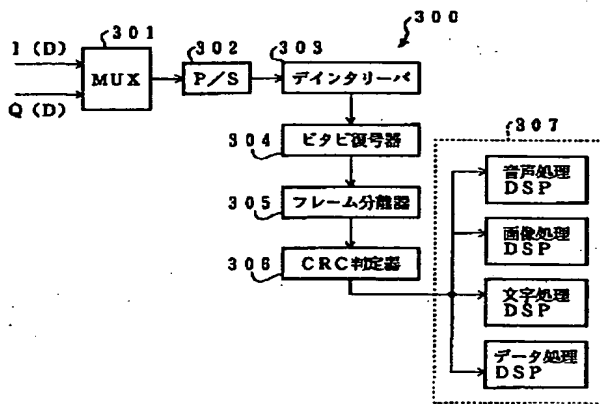 300
301
302
303
I (D)
Q (D)
MUX
P／S
デインタリーバ
304
ビタビ復号器
305
フレーム分離器
306
CRC判定器
307
音声処理
DSP
画像処理
DSP
文字処理
DSP
データ処理
DSP